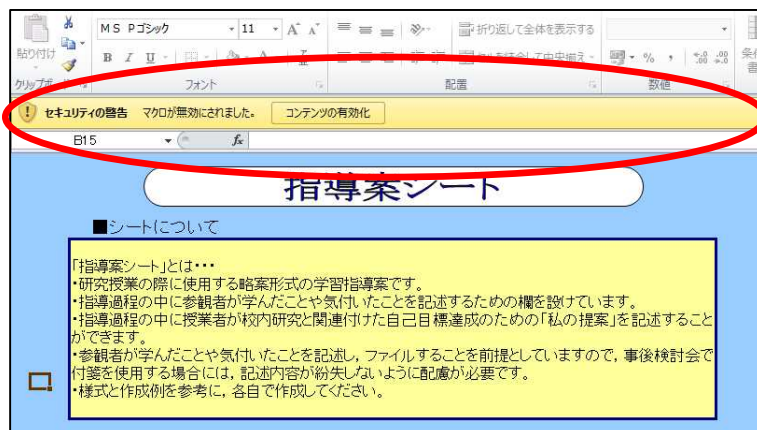 MS Pゴシック 11 A A
折り返して全体を表示する
貼り付け
B I U
% ,
フォント
配置
数値
セキュリティの警告 マクロが無効にされました。 コンテンツの有効化
B15 fx
指導案シート
■シートについて
「指導案シート」とは・・・
・研究授業の際に使用する略案形式の学習指導案です。
・指導過程の中に参観者が学んだことや気付いたことを記述するための欄を設けています。
・指導過程の中に授業者が校内研究と関連付けた自己目標達成のための「私の提案」を記述すること
ができます。
・参観者が学んだことや気付いたことを記述し，ファイルすることを前提としていますので，事後検討会で
付箋を使用する場合には，記述内容が紛失しないように配慮が必要です。
・様式と作成例を参考に，各自で作成してください。